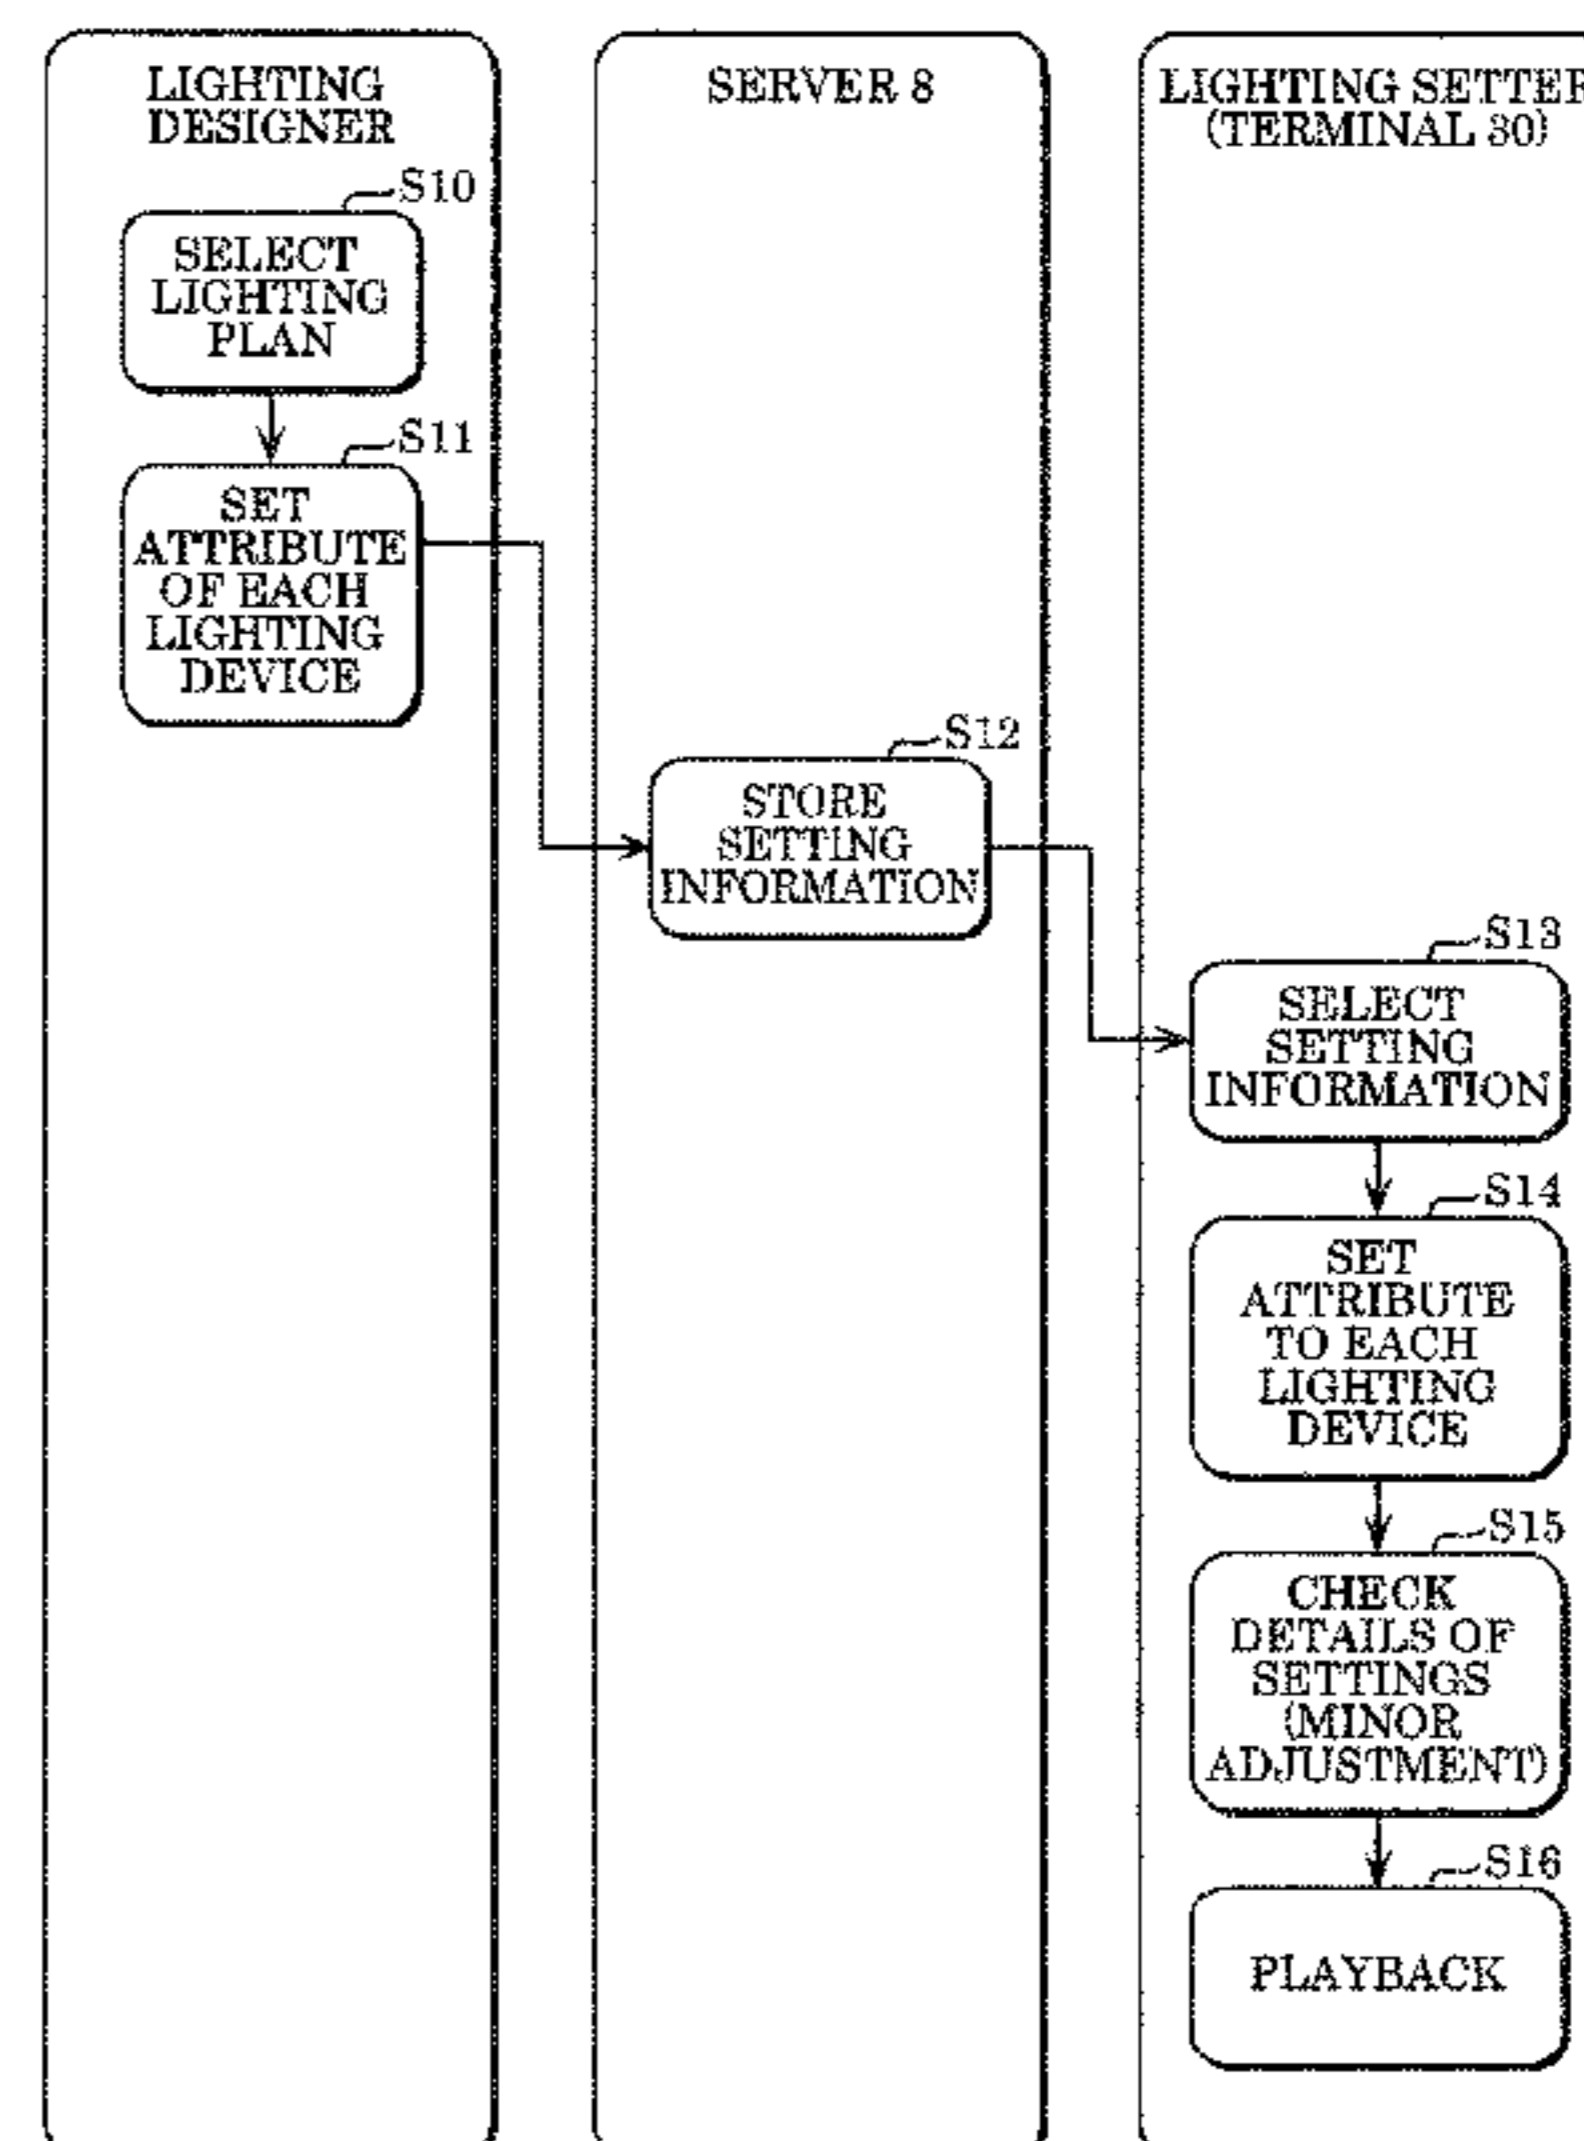 LIGHTING
DESIGNER
S10
SELECT
LIGHTING
PLAN
S11
SET
ATTRIBUTE
OF EACH
LIGHTING
DEVICE
SERVER 8
S12
STORE
SETTING
INFORMATION
LIGHTING SETTER
(TERMINAL 30)
S13
SELECT
SETTING
INFORMATION
S14
SET
ATTRIBUTE
TO EACH
LIGHTING
DEVICE
S15
CHECK
DETAILS OF
SETTINGS
(MINOR
ADJUSTMENT)
S16
PLAYBACK